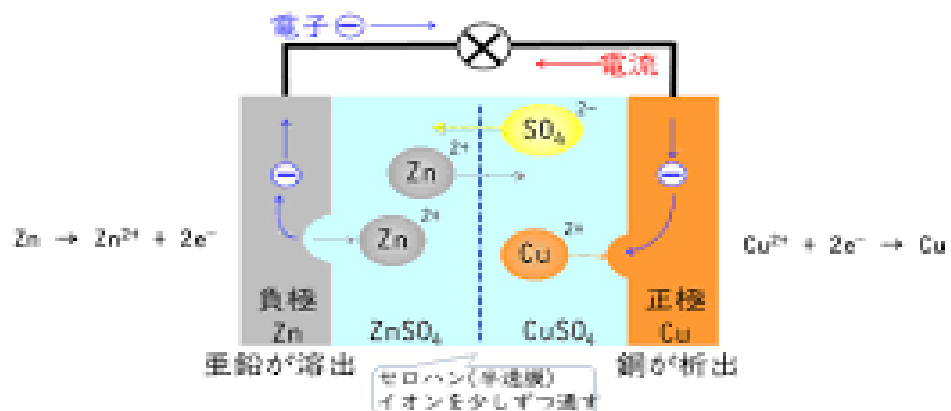 電子 ⊖
電流
SO₄ ²⁻
Zn ²⁺
Zn ²⁺
Cu ²⁺
Zn → Zn²⁺ + 2e⁻
Cu²⁺ + 2e⁻ → Cu
負極
Zn
ZnSO₄
CuSO₄
正極
Cu
亜鉛が溶出
銅が析出
セロハン(半透膜)
イオンを少しずつ通す